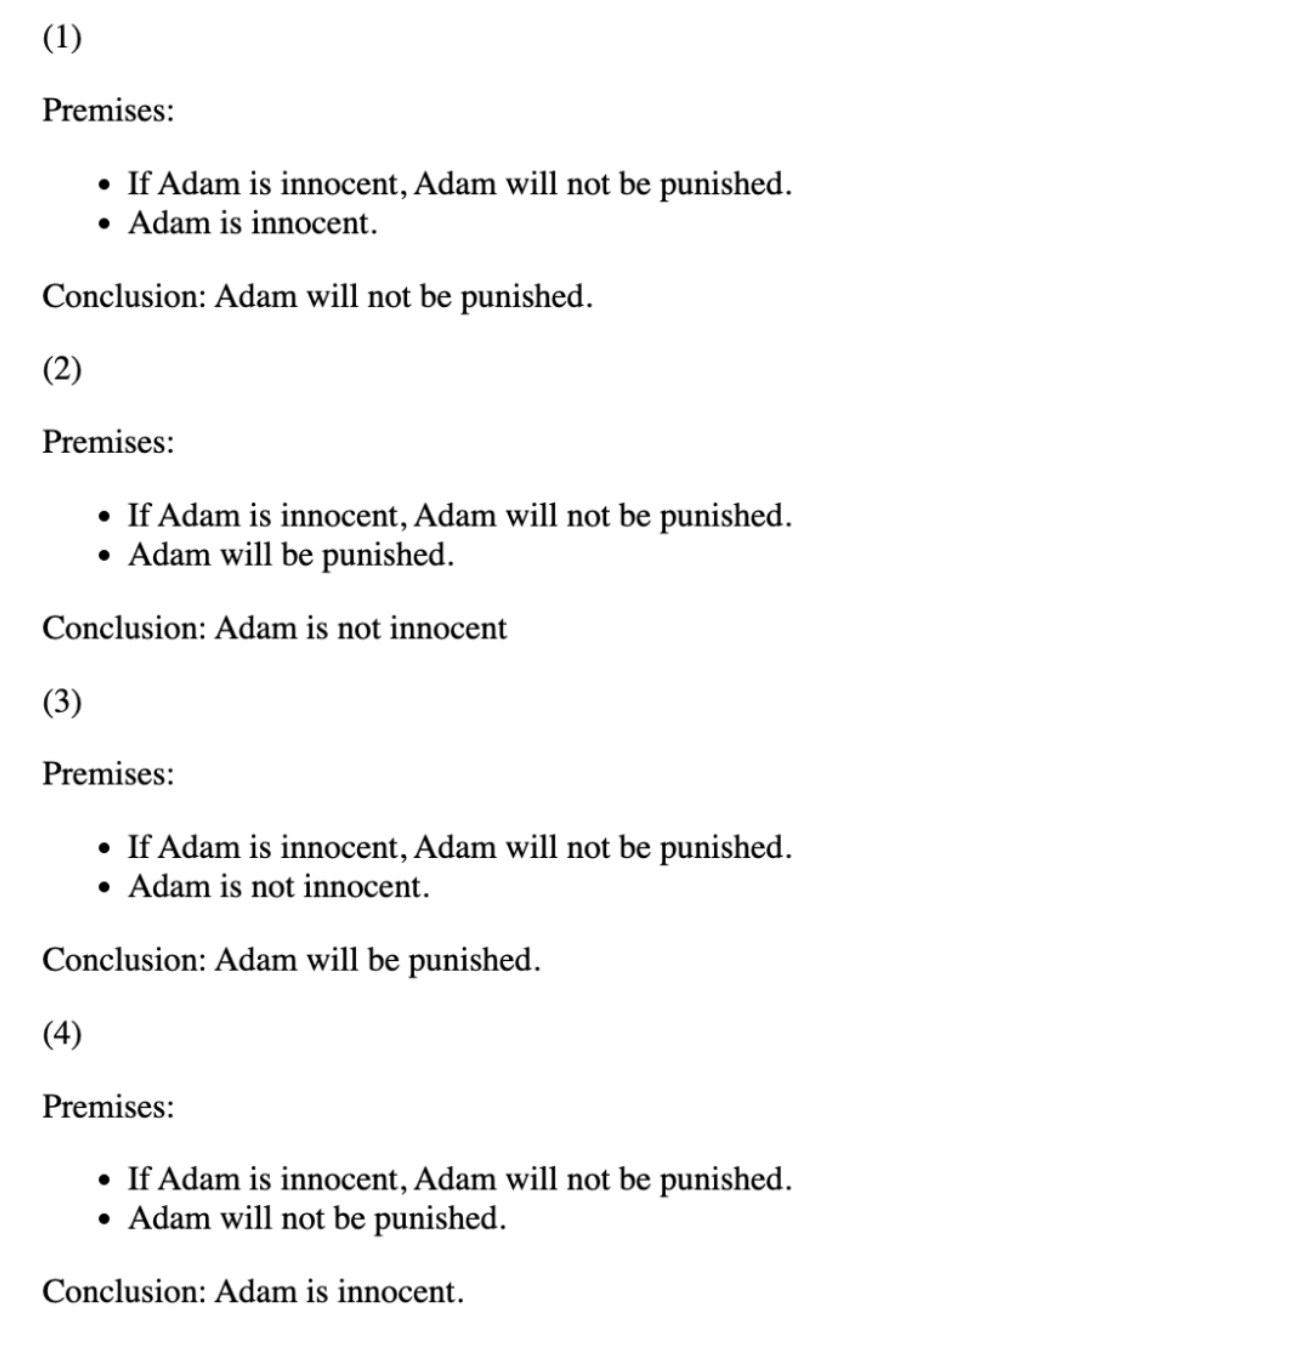 (1)
Premises:
• If Adam is innocent, Adam will not be punished.
• Adam is innocent.
Conclusion: Adam will not be punished.
(2)
Premises:
• If Adam is innocent, Adam will not be punished.
• Adam will be punished.
Conclusion: Adam is not innocent
(3)
Premises:
• If Adam is innocent, Adam will not be punished.
• Adam is not innocent.
Conclusion: Adam will be punished.
(4)
Premises:
• If Adam is innocent, Adam will not be punished.
• Adam will not be punished.
Conclusion: Adam is innocent.